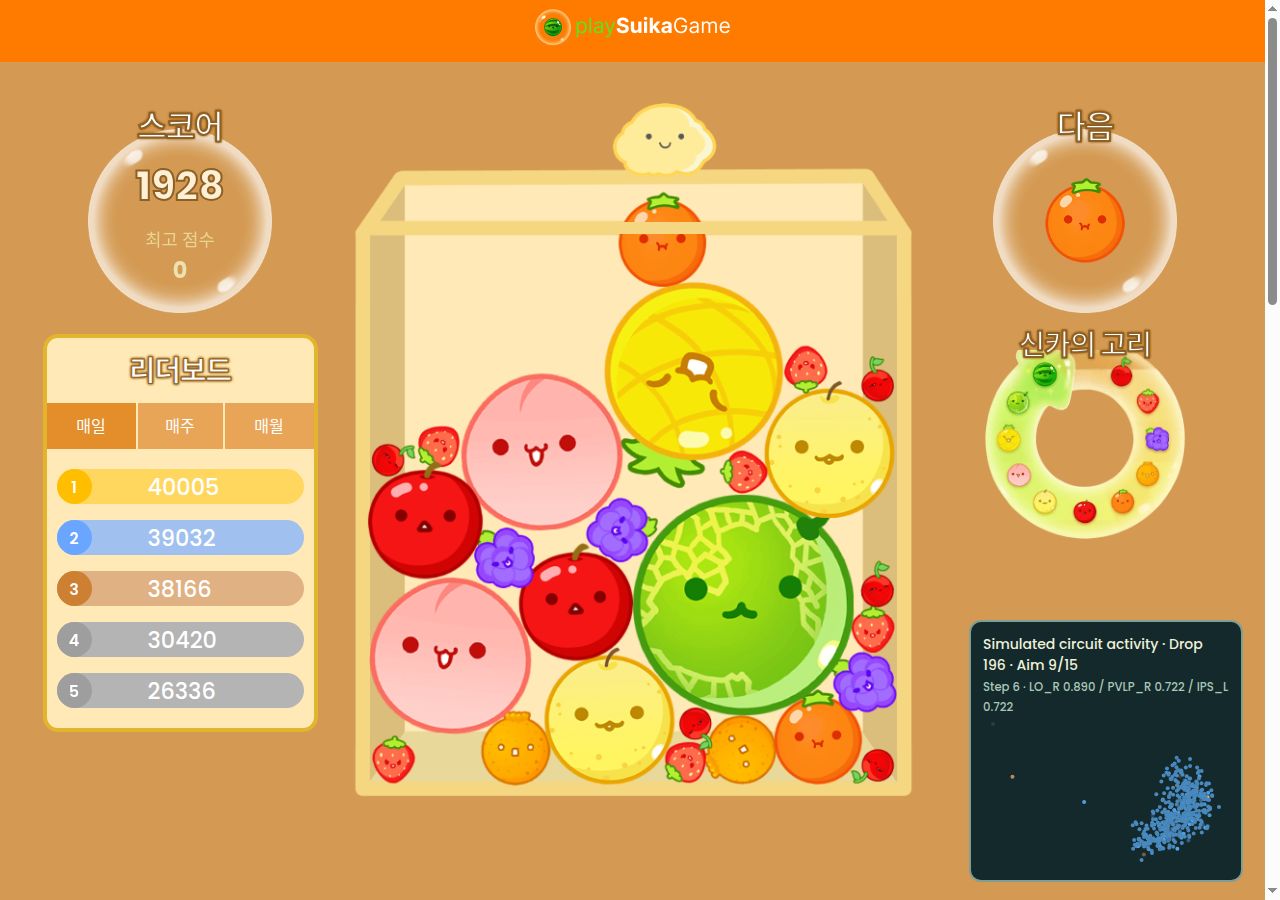 playSuikaGame
스코어
1928
최고 점수
0
다음
리더보드
매일 매주 매월
1 40005
2 39032
3 38166
4 30420
5 26336
신카의 고리
Simulated circuit activity · Drop
196 · Aim 9/15
Step 6 · LO_R 0.890 / PVLP_R 0.722 / IPS_L
0.722